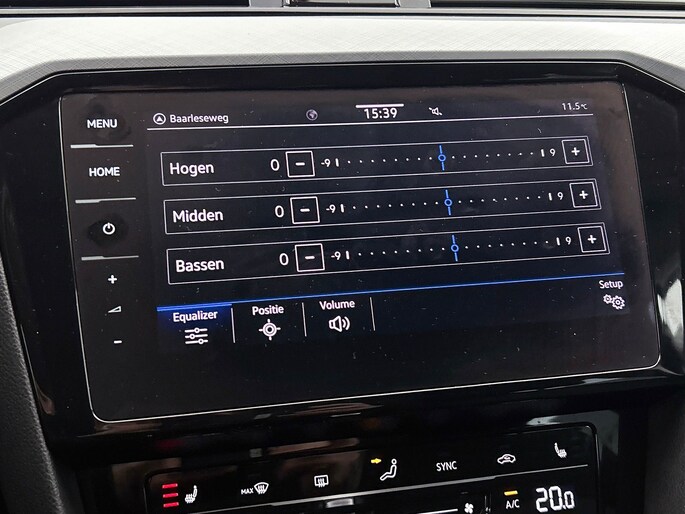 MENU
HOME
+
-
Baarleseweg 15:39 11.5°C
Hogen 0 - -9 9 +
Midden 0 - -9 9 +
Bassen 0 - -9 9 +
Equalizer Positie Volume Setup
MAX SYNC
A/C 20.0